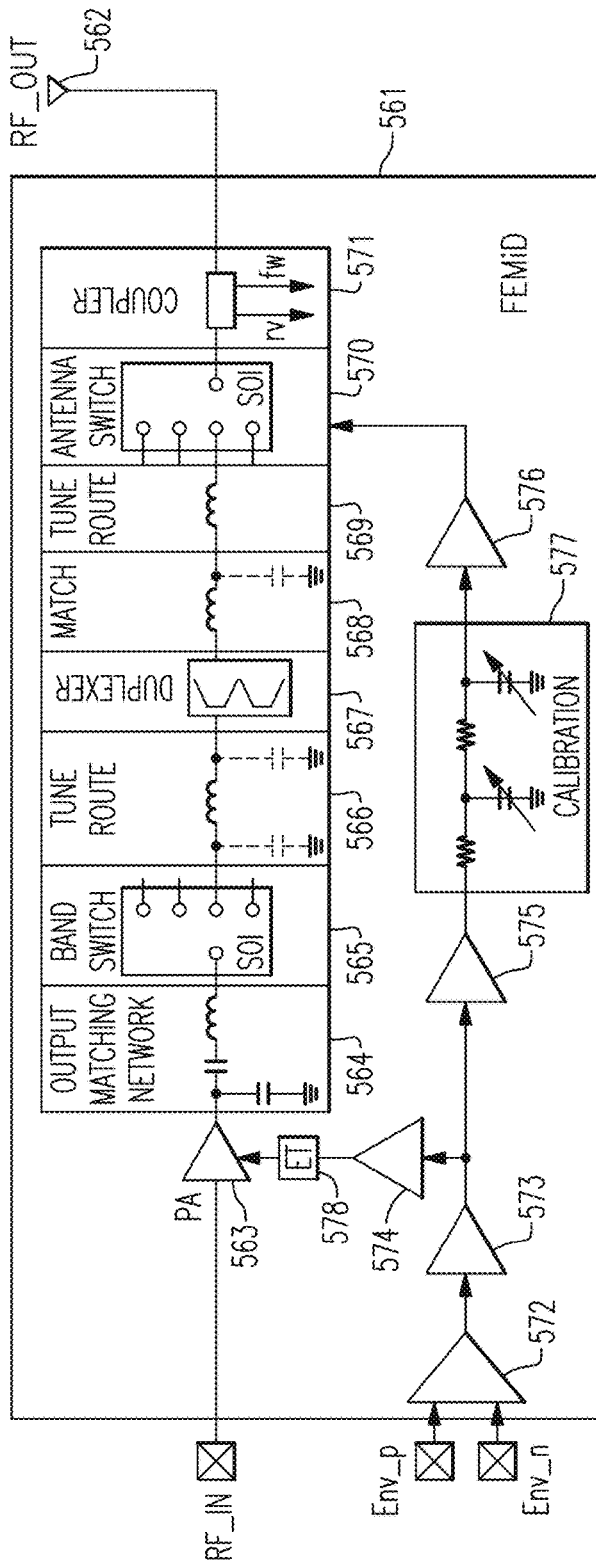 RF_OUT
562
561
FEMiD
OUTPUT
MATCHING
NETWORK
BAND
SWITCH
TUNE
ROUTE
DUPLEXER
MATCH
TUNE
ROUTE
ANTENNA
SWITCH
COUPLER
SOI
SOI
rv
fw
564
565
566
567
568
569
570
571
PA
563
ET
578
574
RF_IN
Env_p
Env_n
572
573
575
CALIBRATION
577
576